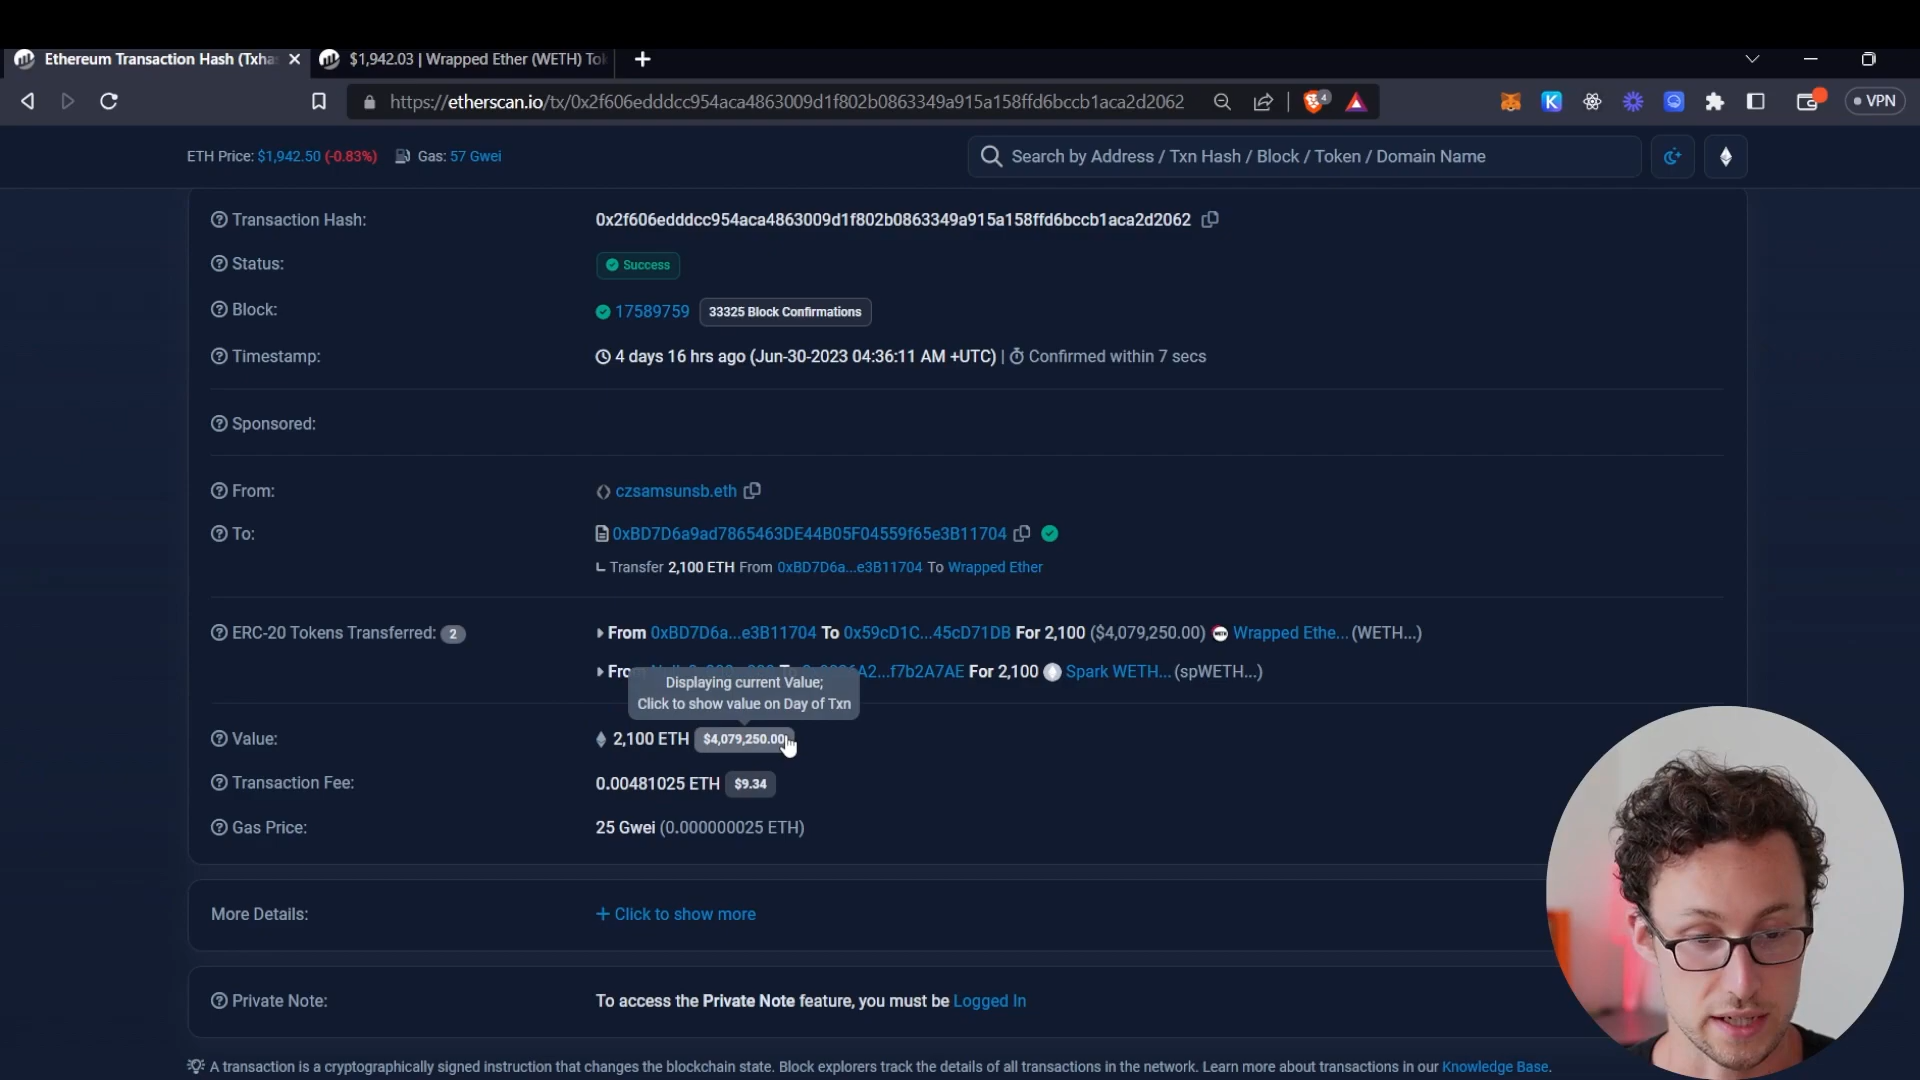 Ethereum Transaction Hash (Txha
$1,942.03 | Wrapped Ether (WETH) To
https://etherscan.io/tx/0x2f606edddcc954aca4863009d1f802b0863349a915a158ffd6bccb1aca2d2062
4
VPN
ETH Price: $1,942.50 (-0.83%) Gas: 57 Gwei
Search by Address / Txn Hash / Block / Token / Domain Name
Transaction Hash: 0x2f606edddcc954aca4863009d1f802b0863349a915a158ffd6bccb1aca2d2062
Status: Success
Block: 17589759 33325 Block Confirmations
Timestamp: 4 days 16 hrs ago (Jun-30-2023 04:36:11 AM +UTC) | Confirmed within 7 secs
Sponsored:
From: czsamsunsb.eth
To: 0xBD7D6a9ad7865463DE44B05F04559f65e3B11704
Transfer 2,100 ETH From 0xBD7D6a...e3B11704 To Wrapped Ether
ERC-20 Tokens Transferred: 2 From 0xBD7D6a...e3B11704 To 0x59cD1C...45cD71DB For 2,100 ($4,079,250.00) Wrapped Ethe... (WETH...)
A2...f7b2A7AE For 2,100 Spark WETH... (spWETH...)
Displaying current Value;
Click to show value on Day of Txn
Value: 2,100 ETH $4,079,250.00
Transaction Fee: 0.00481025 ETH $9.34
Gas Price: 25 Gwei (0.000000025 ETH)
More Details: + Click to show more
Private Note: To access the Private Note feature, you must be Logged In
A transaction is a cryptographically signed instruction that changes the blockchain state. Block explorers track the details of all transactions in the network. Learn more about transactions in our Knowledge Base.